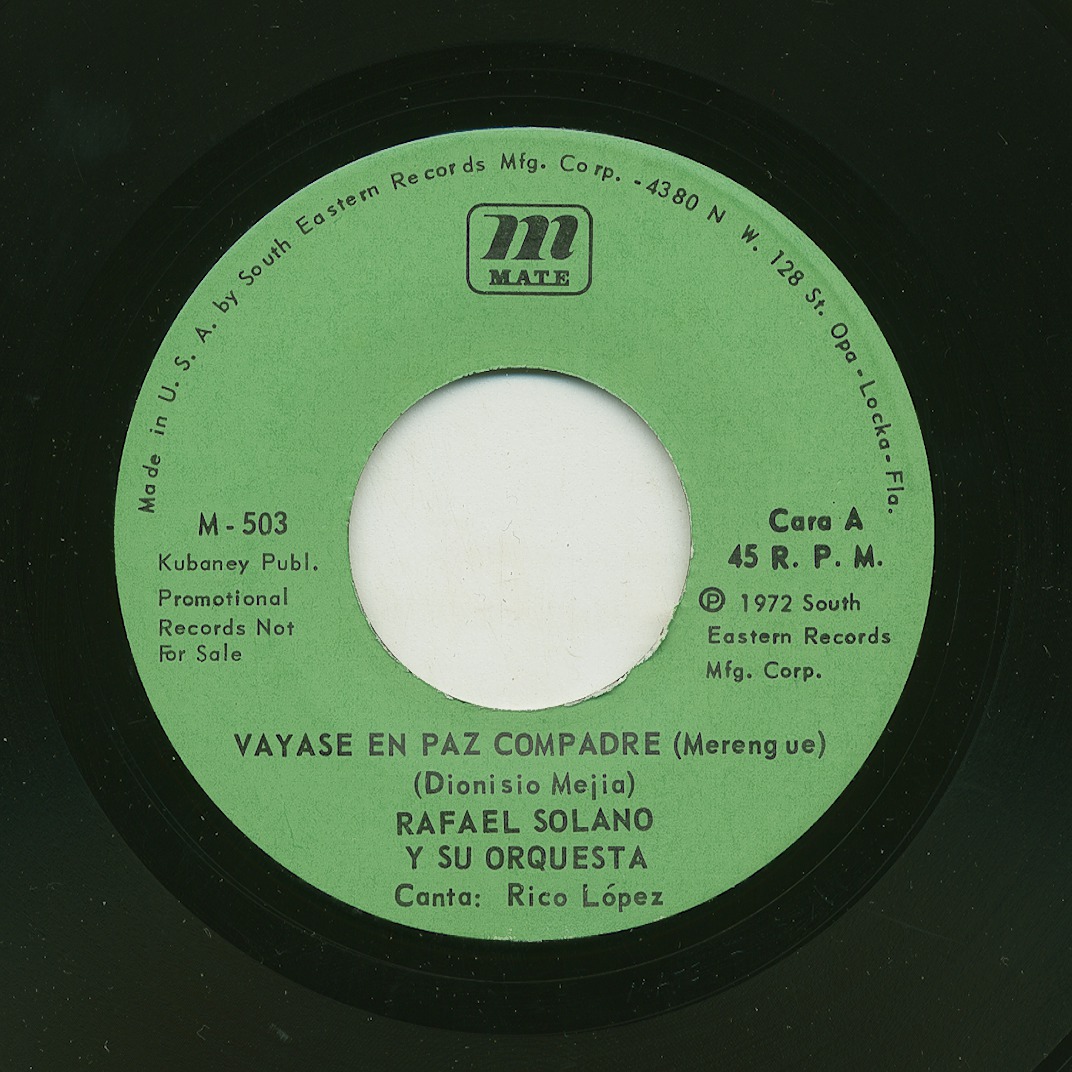 Made in U. S. A. by South Eastern Records Mfg. Corp. - 4380 N W. 128 St. Opa - Locka - Fla.
m
MATE
M - 503
Kubaney Publ.
Promotional
Records Not
For Sale
Cara A
45 R. P. M.
Ⓟ 1972 South
Eastern Records
Mfg. Corp.
VAYASE EN PAZ COMPADRE (Merengue)
(Dionisio Mejia)
RAFAEL SOLANO
Y SU ORQUESTA
Canta: Rico López